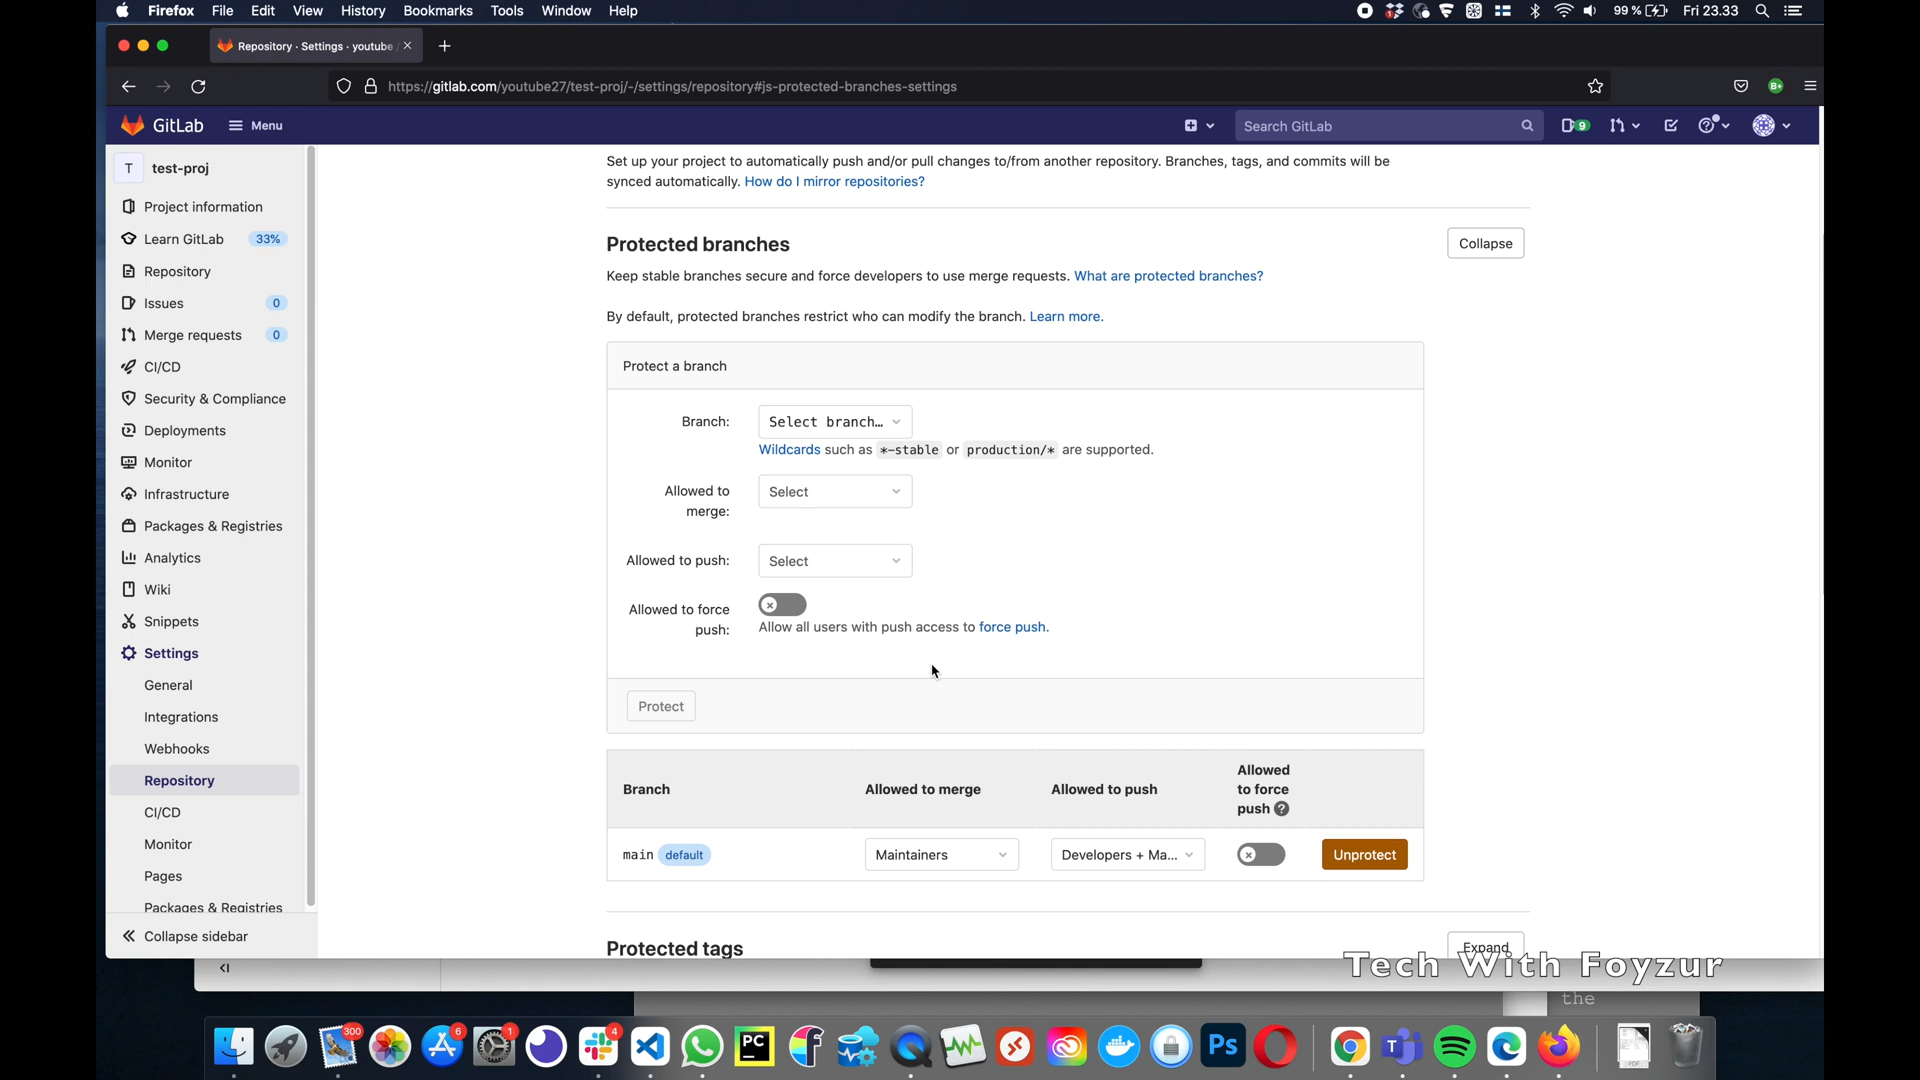 Firefox File Edit View History Bookmarks Tools Window Help 99 % Fri 23.33
Repository · Settings · youtube
https://gitlab.com/youtube27/test-proj/-/settings/repository#js-protected-branches-settings
GitLab Menu Search GitLab 9
T test-proj
Project information
Learn GitLab 33%
Repository
Issues 0
Merge requests 0
CI/CD
Security & Compliance
Deployments
Monitor
Infrastructure
Packages & Registries
Analytics
Wiki
Snippets
Settings
General
Integrations
Webhooks
Repository
CI/CD
Monitor
Pages
Packages & Registries
Collapse sidebar
Set up your project to automatically push and/or pull changes to/from another repository. Branches, tags, and commits will be
synced automatically. How do I mirror repositories?
Protected branches
Collapse
Keep stable branches secure and force developers to use merge requests. What are protected branches?
By default, protected branches restrict who can modify the branch. Learn more.
Protect a branch
Branch: Select branch…
Wildcards such as *-stable or production/* are supported.
Allowed to
merge:
Select
Allowed to push: Select
Allowed to force
push:
Allow all users with push access to force push.
Protect
Branch Allowed to merge Allowed to push
Allowed
to force
push
main default Maintainers Developers + Ma... Unprotect
Protected tags
Expand
Tech With Foyzur
the
300
6
1
4
PC
Ps
PDF